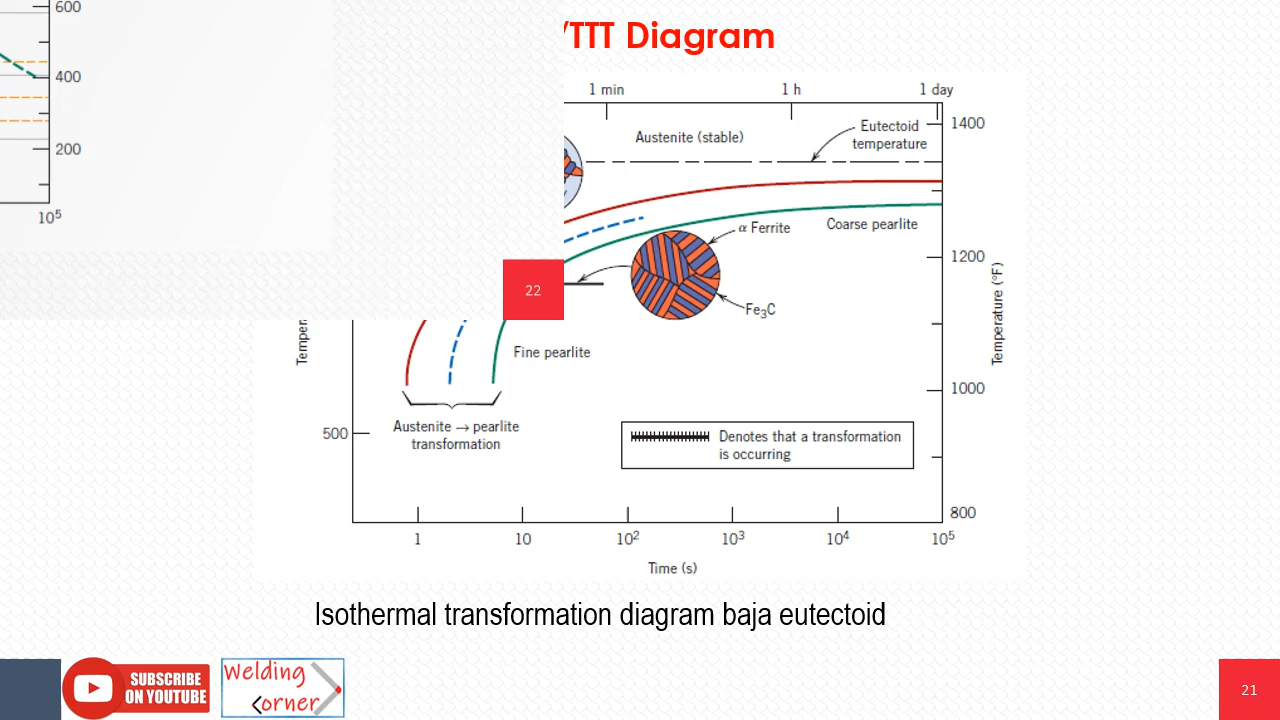 600
/TTT Diagram
400
200
10⁵
1 min
1 h
1 day
Austenite (stable)
Eutectoid
temperature
1400
α Ferrite
Coarse pearlite
1200
22
Fe₃C
Temperature (°F)
Fine pearlite
1000
Austenite → pearlite
transformation
500
Denotes that a transformation
is occurring
800
1
10
10²
10³
10⁴
10⁵
Time (s)
Isothermal transformation diagram baja eutectoid
SUBSCRIBE
ON YOUTUBE
Welding
Corner
21